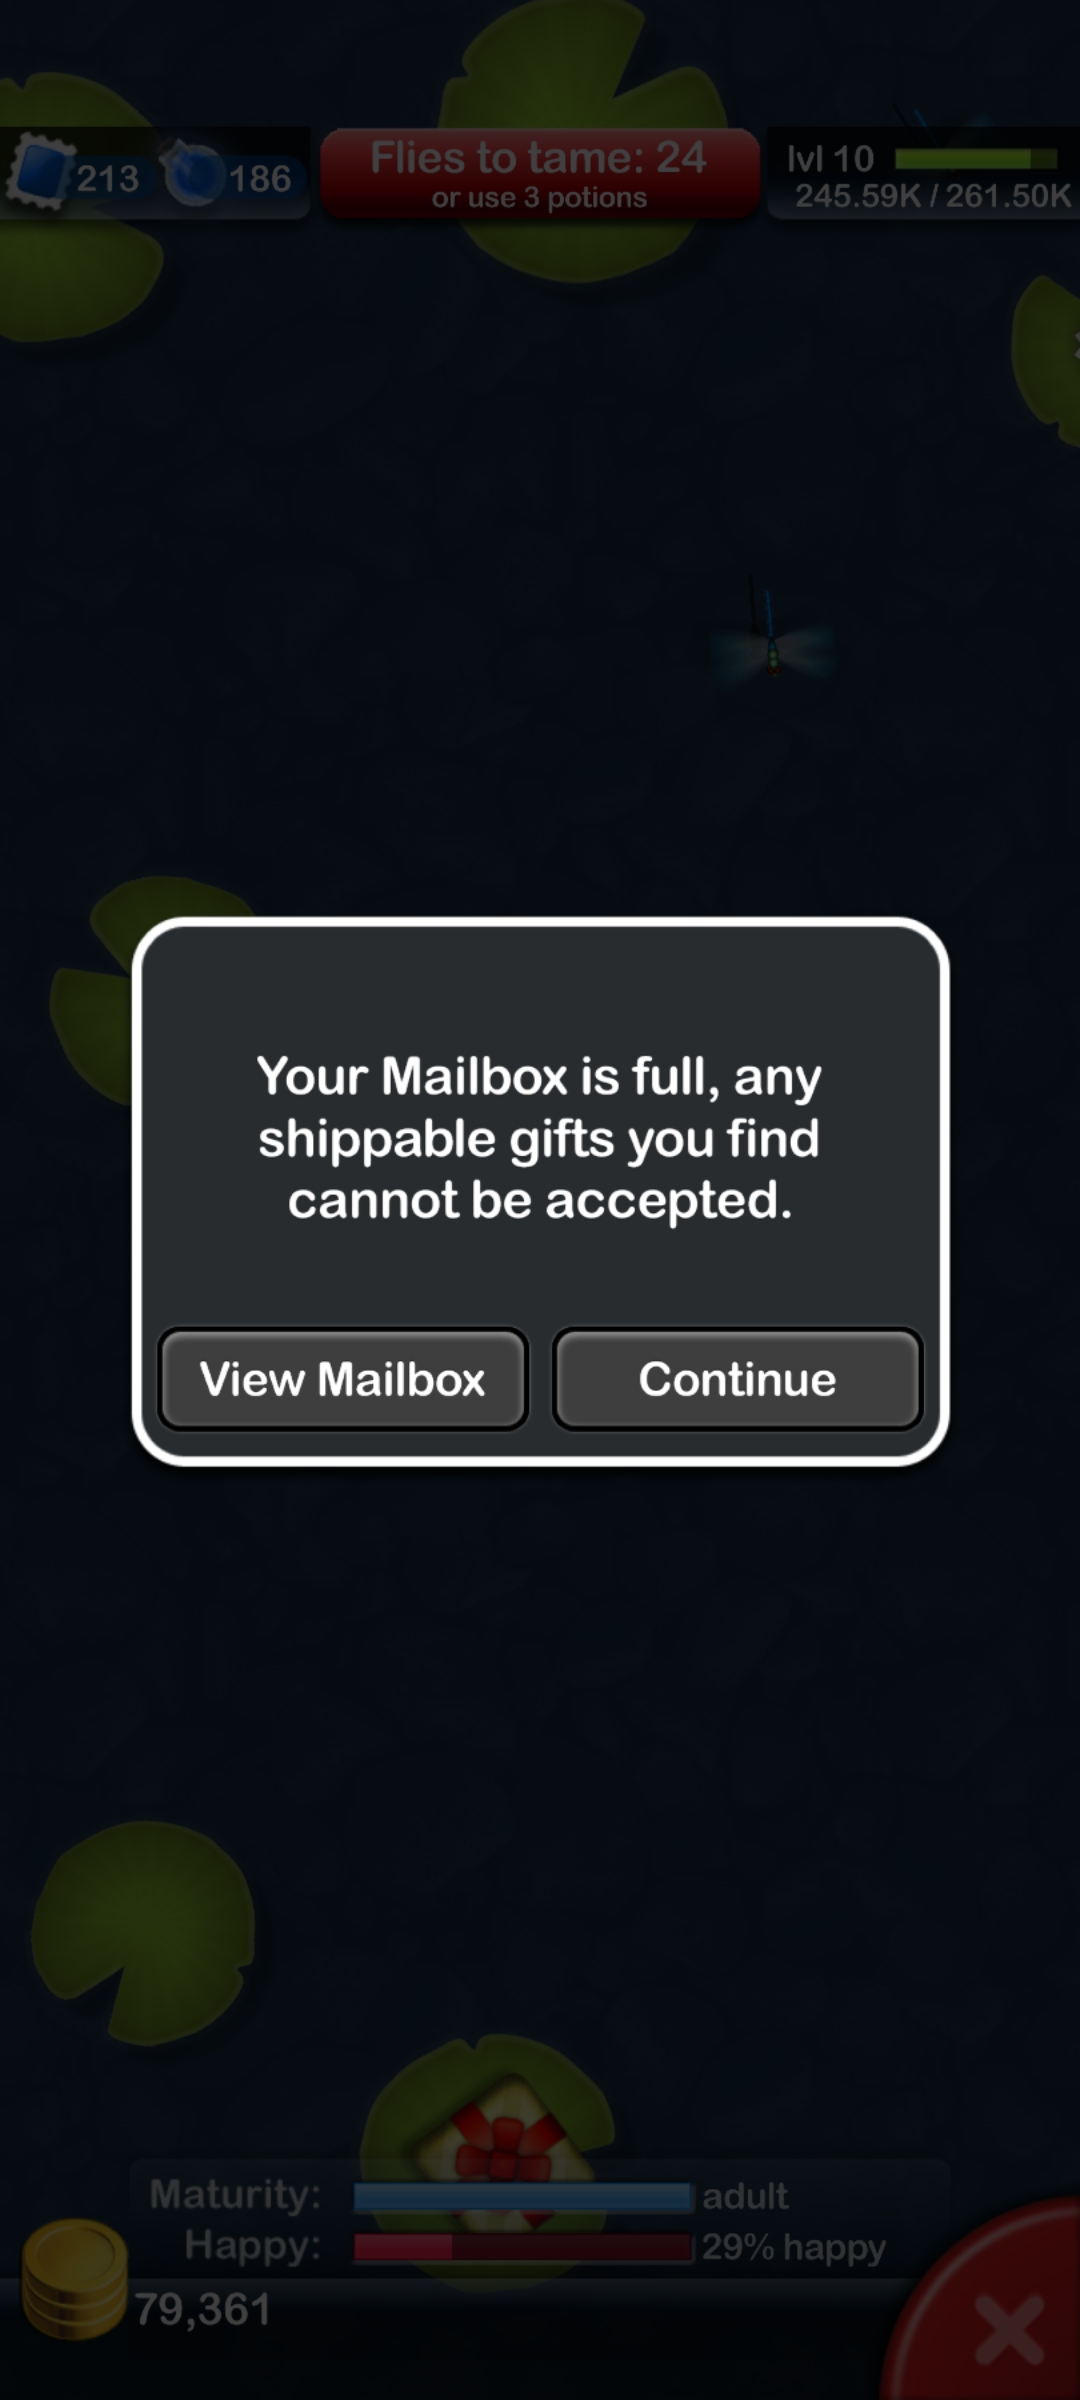 213
186
Flies to tame: 24
or use 3 potions
lvl 10
245.59K / 261.50K
Your Mailbox is full, any
shippable gifts you find
cannot be accepted.
View Mailbox
Continue
Maturity:
adult
Happy:
29% happy
79,361